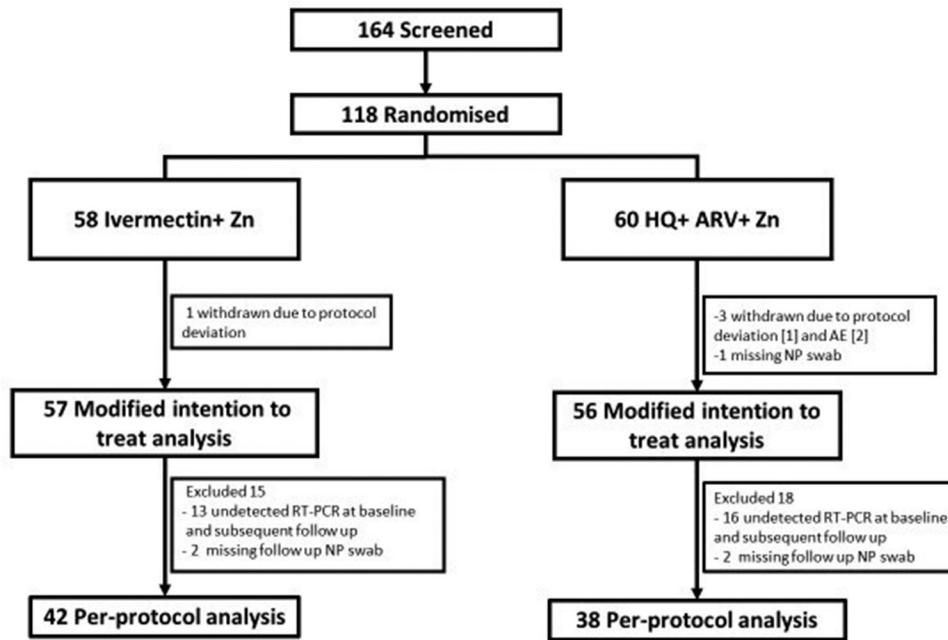 164 Screened
118 Randomised
58 Ivermectin+ Zn
60 HQ+ ARV+ Zn
1 withdrawn due to protocol
deviation
-3 withdrawn due to protocol
deviation [1] and AE [2]
-1 missing NP swab
57 Modified intention to
treat analysis
56 Modified intention to
treat analysis
Excluded 15
- 13 undetected RT-PCR at baseline
and subsequent follow up
- 2 missing follow up NP swab
Excluded 18
- 16 undetected RT-PCR at baseline
and subsequent follow up
- 2 missing follow up NP swab
42 Per-protocol analysis
38 Per-protocol analysis